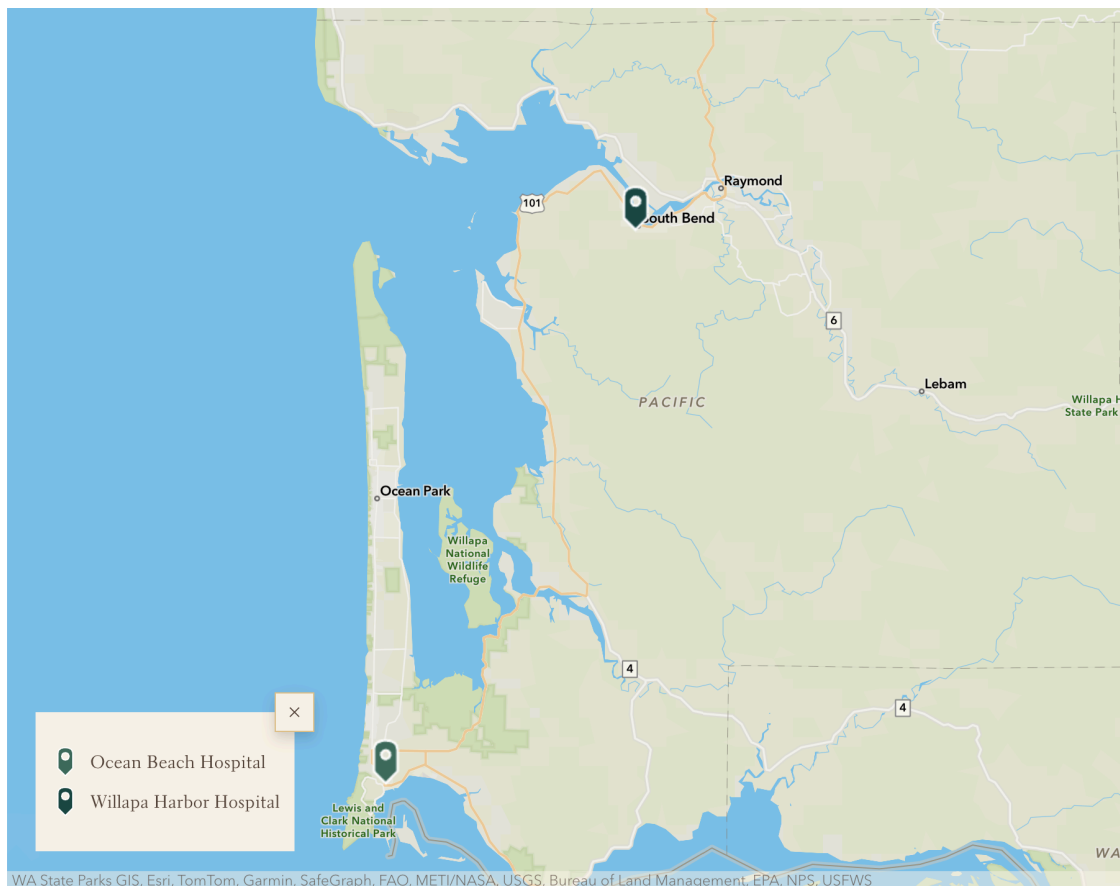 Raymond
101
South Bend
6
PACIFIC
Lebam
Willapa H
State Park
Ocean Park
Willapa
National
Wildlife
Refuge
4
4
×
Ocean Beach Hospital
Willapa Harbor Hospital
Lewis and
Clark National
Historical Park
WA
WA State Parks GIS, Esri, TomTom, Garmin, SafeGraph, FAO, METI/NASA, USGS, Bureau of Land Management, EPA, NPS, USFWS